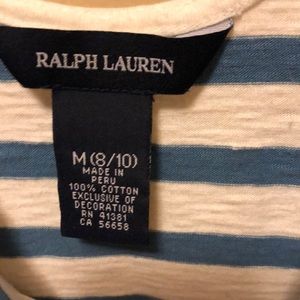 RALPH LAUREN
M (8/10)
MADE IN
PERU
100% COTTON
EXCLUSIVE OF
DECORATION
RN 41381
CA 56658